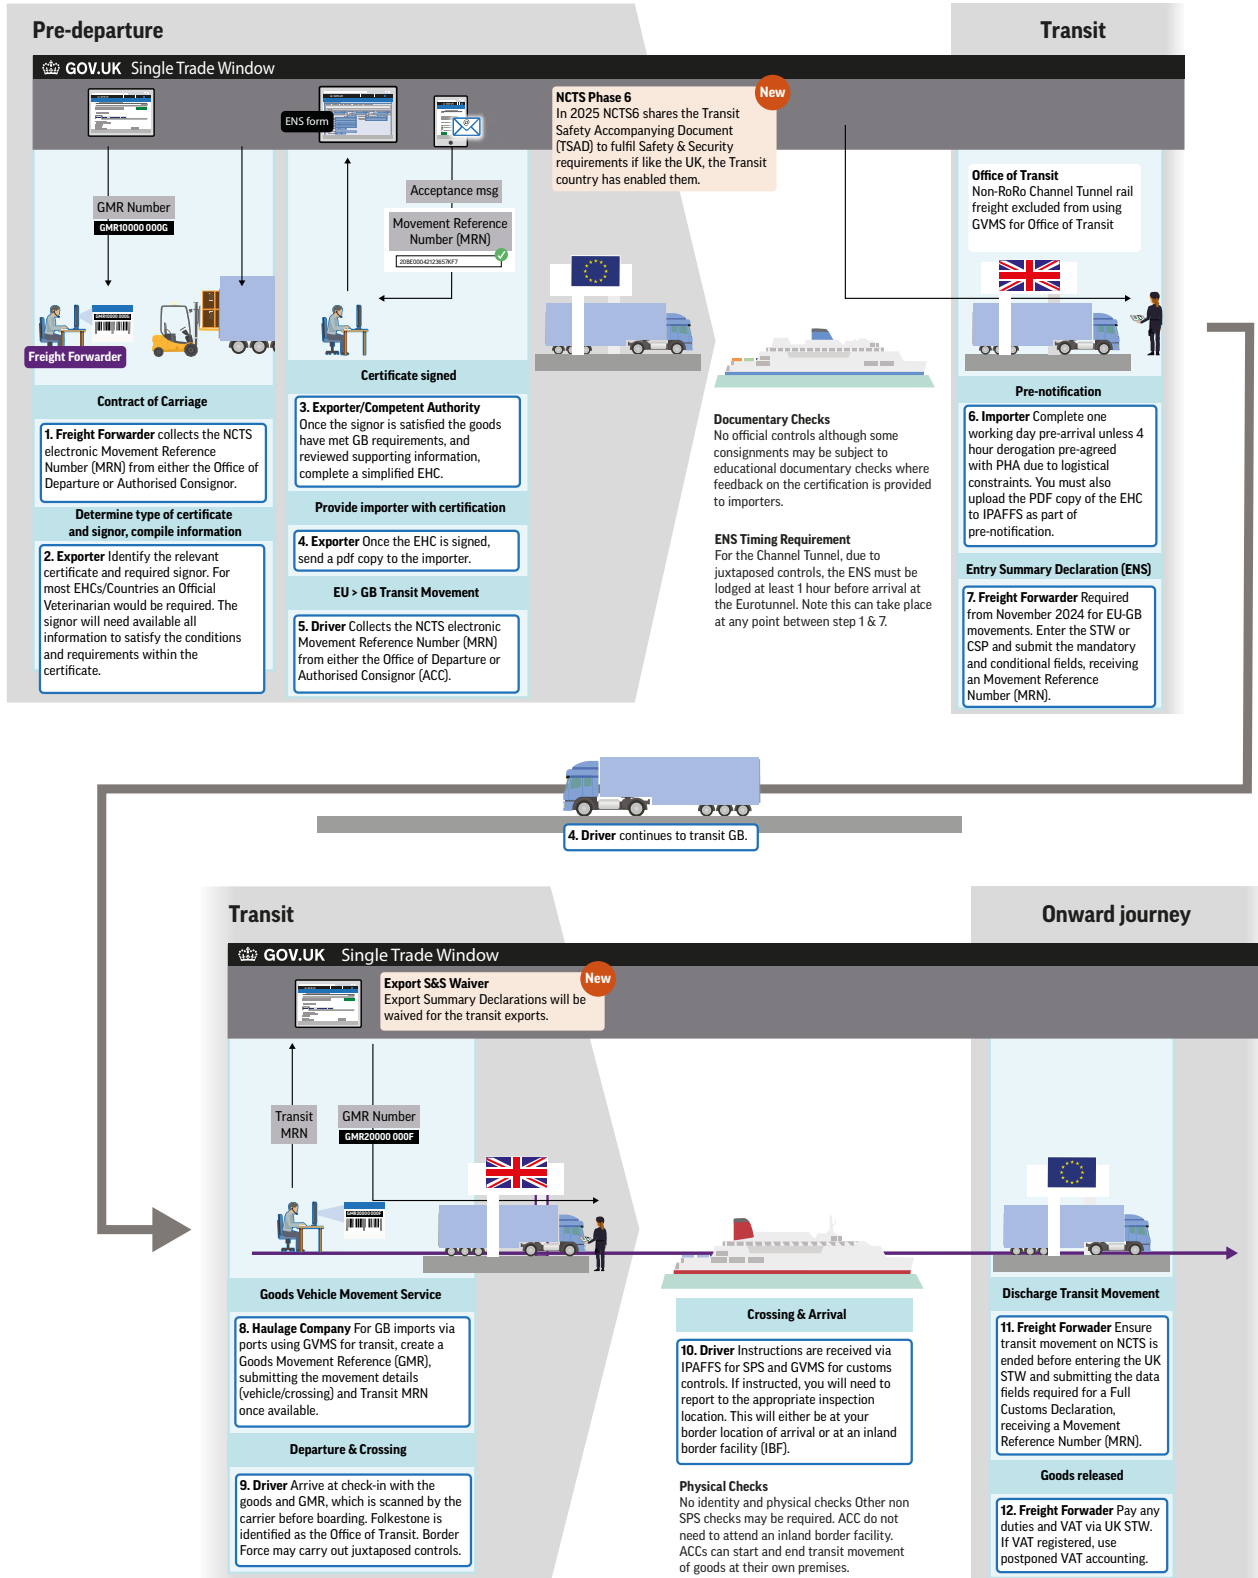 Pre-departure
Transit
GOV.UK Single Trade Window
ENS form
NCTS Phase 6
In 2025 NCTS6 shares the Transit
Safety Accompanying Document
(TSAD) to fulfil Safety & Security
requirements if like the UK, the Transit
country has enabled them.
New
GMR Number
GMR10000 000G
Acceptance msg
Movement Reference
Number (MRN)
20BE00042123657KF7
Office of Transit
Non-RoRo Channel Tunnel rail
freight excluded from using
GVMS for Office of Transit
GMR10000 000G
Freight Forwarder
Contract of Carriage
1. Freight Forwarder collects the NCTS
electronic Movement Reference
Number (MRN) from either the Office of
Departure or Authorised Consignor.
Determine type of certificate
and signor, compile information
2. Exporter Identify the relevant
certificate and required signor. For
most EHCs/Countries an Official
Veterinarian would be required. The
signor will need available all
information to satisfy the conditions
and requirements within the
certificate.
Certificate signed
3. Exporter/Competent Authority
Once the signor is satisfied the goods
have met GB requirements, and
reviewed supporting information,
complete a simplified EHC.
Provide importer with certification
4. Exporter Once the EHC is signed,
send a pdf copy to the importer.
EU > GB Transit Movement
5. Driver Collects the NCTS electronic
Movement Reference Number (MRN)
from either the Office of Departure or
Authorised Consignor (ACC).
Documentary Checks
No official controls although some
consignments may be subject to
educational documentary checks where
feedback on the certification is provided
to importers.
ENS Timing Requirement
For the Channel Tunnel, due to
juxtaposed controls, the ENS must be
lodged at least 1 hour before arrival at
the Eurotunnel. Note this can take place
at any point between step 1 & 7.
Pre-notification
6. Importer Complete one
working day pre-arrival unless 4
hour derogation pre-agreed
with PHA due to logistical
constraints. You must also
upload the PDF copy of the EHC
to IPAFFS as part of
pre-notification.
Entry Summary Declaration (ENS)
7. Freight Forwarder Required
from November 2024 for EU-GB
movements. Enter the STW or
CSP and submit the mandatory
and conditional fields, receiving
an Movement Reference
Number (MRN).
4. Driver continues to transit GB.
Transit
Onward journey
GOV.UK Single Trade Window
Export S&S Waiver
Export Summary Declarations will be
waived for the transit exports.
New
Transit
MRN
GMR Number
GMR20000 000F
GMR20000 000F
Goods Vehicle Movement Service
8. Haulage Company For GB imports via
ports using GVMS for transit, create a
Goods Movement Reference (GMR),
submitting the movement details
(vehicle/crossing) and Transit MRN
once available.
Departure & Crossing
9. Driver Arrive at check-in with the
goods and GMR, which is scanned by the
carrier before boarding. Folkestone is
identified as the Office of Transit. Border
Force may carry out juxtaposed controls.
Crossing & Arrival
10. Driver Instructions are received via
IPAFFS for SPS and GVMS for customs
controls. If instructed, you will need to
report to the appropriate inspection
location. This will either be at your
border location of arrival or at an inland
border facility (IBF).
Physical Checks
No identity and physical checks Other non
SPS checks may be required. ACC do not
need to attend an inland border facility.
ACCs can start and end transit movement
of goods at their own premises.
Discharge Transit Movement
11. Freight Forwader Ensure
transit movement on NCTS is
ended before entering the UK
STW and submitting the data
fields required for a Full
Customs Declaration,
receiving a Movement
Reference Number (MRN).
Goods released
12. Freight Forwader Pay any
duties and VAT via UK STW.
If VAT registered, use
postponed VAT accounting.